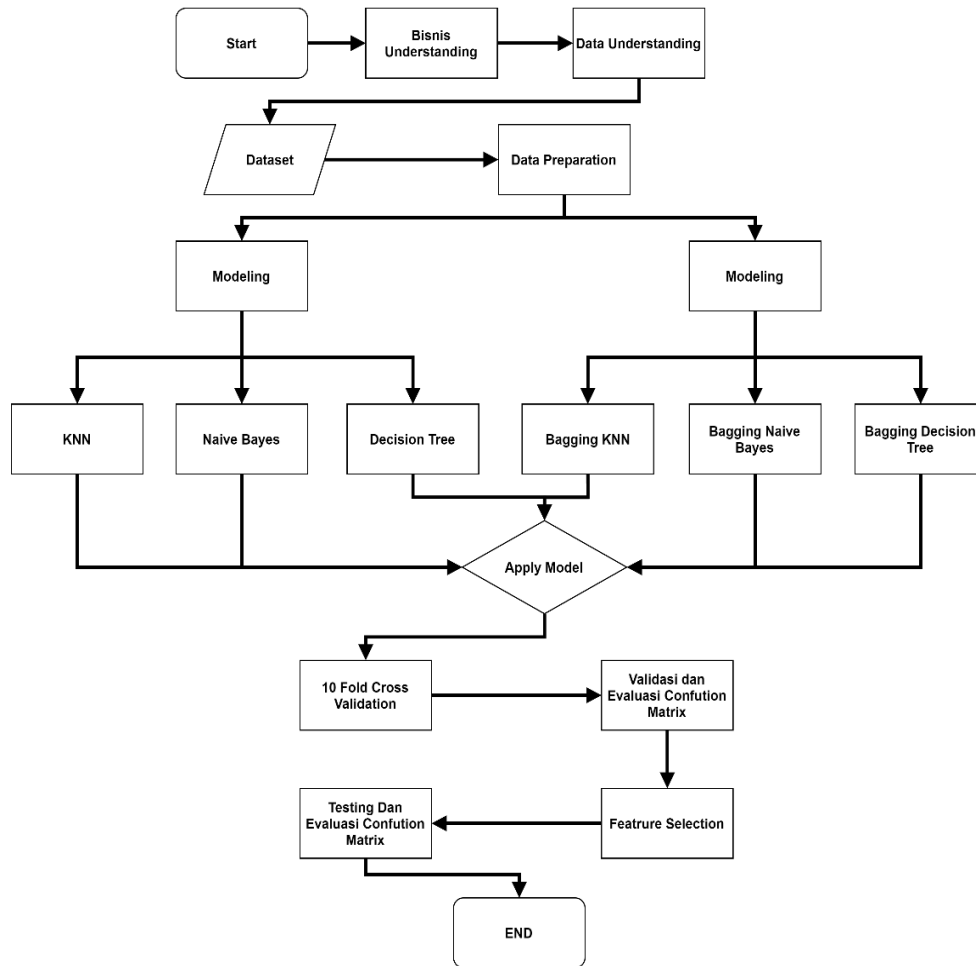 Start
Bisnis
Understanding
Data Understanding
Dataset
Data Preparation
Modeling
Modeling
KNN
Naive Bayes
Decision Tree
Bagging KNN
Bagging Naive
Bayes
Bagging Decision
Tree
Apply Model
10 Fold Cross
Validation
Validasi dan
Evaluasi Confution
Matrix
Testing Dan
Evaluasi Confution
Matrix
Featrure Selection
END